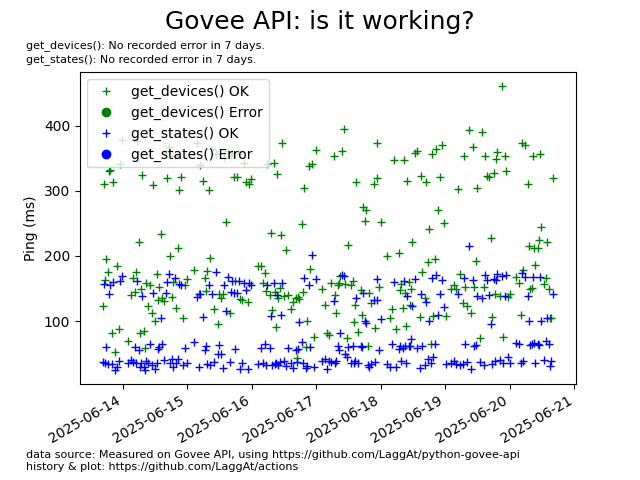 Govee API: is it working?
get_devices(): No recorded error in 7 days.
get_states(): No recorded error in 7 days.
get_devices() OK
get_devices() Error
get_states() OK
get_states() Error
400
300
200
100
Ping (ms)
2025-06-14
2025-06-15
2025-06-16
2025-06-17
2025-06-18
2025-06-19
2025-06-20
2025-06-21
data source: Measured on Govee API, using https://github.com/LaggAt/python-govee-api
history & plot: https://github.com/LaggAt/actions